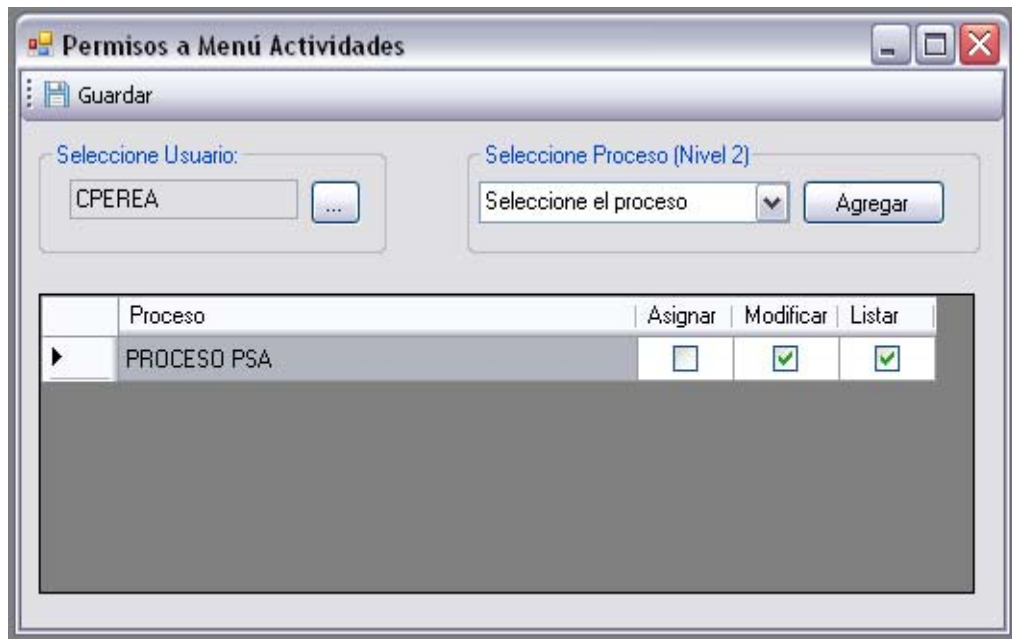 Permisos a Menú Actividades
Guardar
Seleccione Usuario:
CPEREA
...
Seleccione Proceso (Nivel 2)
Seleccione el proceso
Agregar
Proceso Asignar Modificar Listar
PROCESO PSA